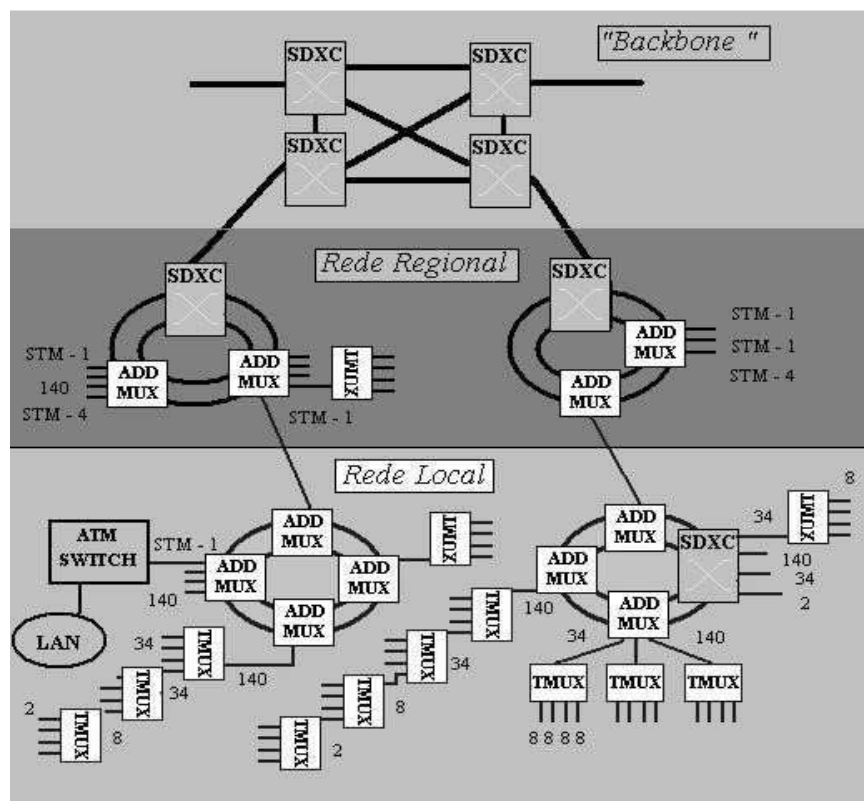 "Backbone "
SDXC
SDXC
SDXC
SDXC
Rede Regional
SDXC
SDXC
STM - 1
140
STM - 4
ADD
MUX
ADD
MUX
TMUX
STM - 1
ADD
MUX
ADD
MUX
STM - 1
STM - 1
STM - 4
Rede Local
ATM
SWITCH
STM - 1
LAN
140
ADD
MUX
ADD
MUX
ADD
MUX
ADD
MUX
TMUX
34
TMUX
140
34
TMUX
2
TMUX
8
ADD
MUX
ADD
MUX
ADD
MUX
SDXC
34
TMUX
8
140
34
2
140
TMUX
34
TMUX
8
TMUX
2
TMUX
34
140
TMUX
TMUX
TMUX
8 8 8 8